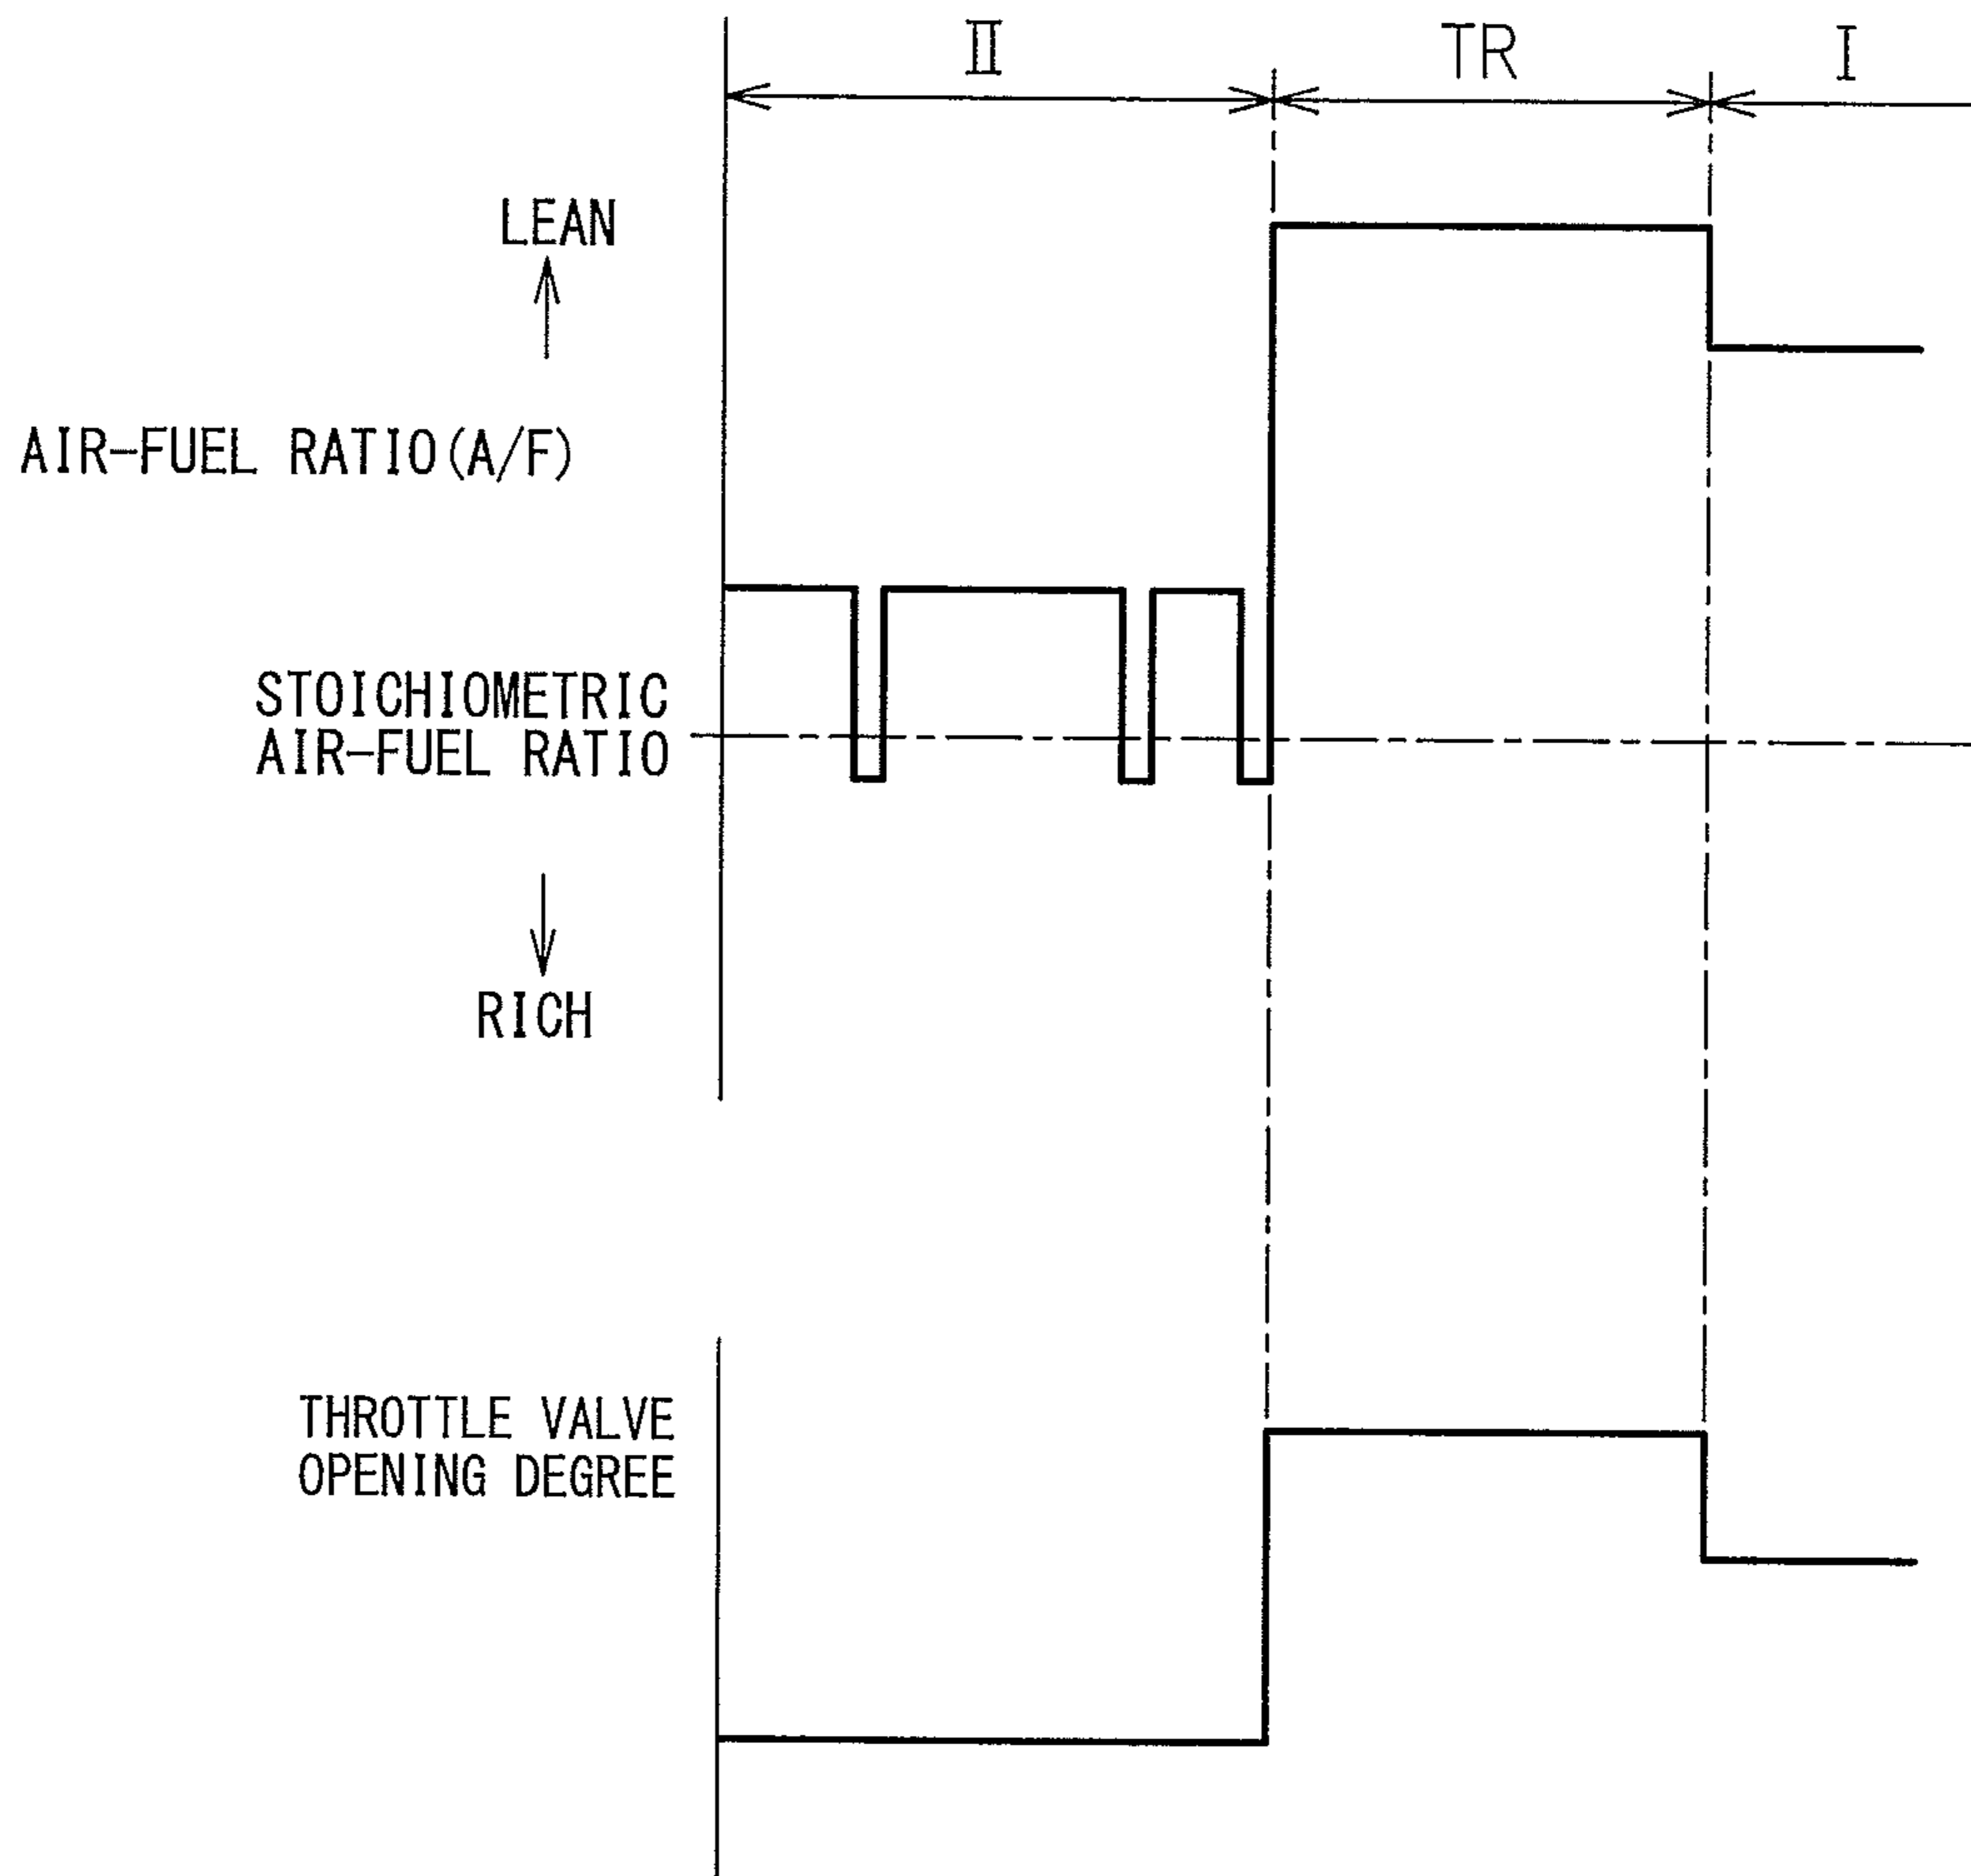 II
TR
I
LEAN
AIR-FUEL RATIO(A/F)
STOICHIOMETRIC
AIR-FUEL RATIO
RICH
THROTTLE VALVE
OPENING DEGREE